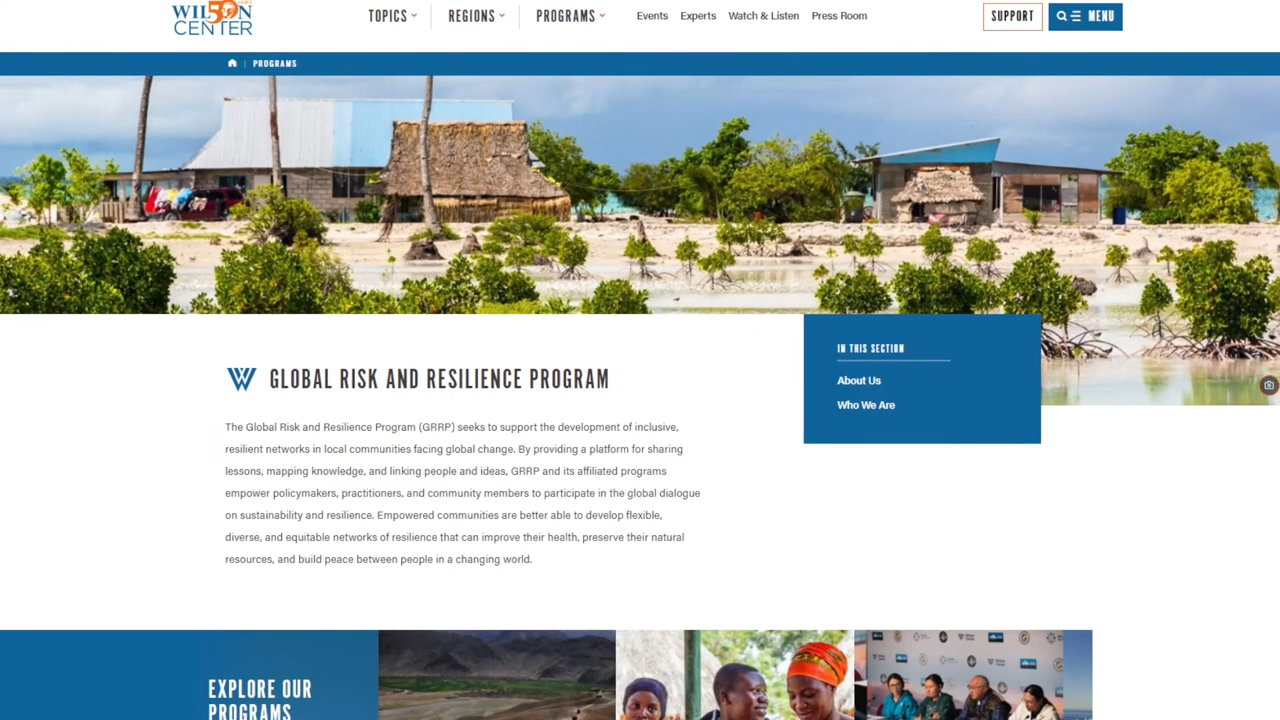 WILSON
CENTER
TOPICS
REGIONS
PROGRAMS
Events
Experts
Watch & Listen
Press Room
SUPPORT
MENU
PROGRAMS
IN THIS SECTION
About Us
Who We Are
GLOBAL RISK AND RESILIENCE PROGRAM
The Global Risk and Resilience Program (GRRP) seeks to support the development of inclusive,
resilient networks in local communities facing global change. By providing a platform for sharing
lessons, mapping knowledge, and linking people and ideas, GRRP and its affiliated programs
empower policymakers, practitioners, and community members to participate in the global dialogue
on sustainability and resilience. Empowered communities are better able to develop flexible,
diverse, and equitable networks of resilience that can improve their health, preserve their natural
resources, and build peace between people in a changing world.
EXPLORE OUR
PROGRAMS